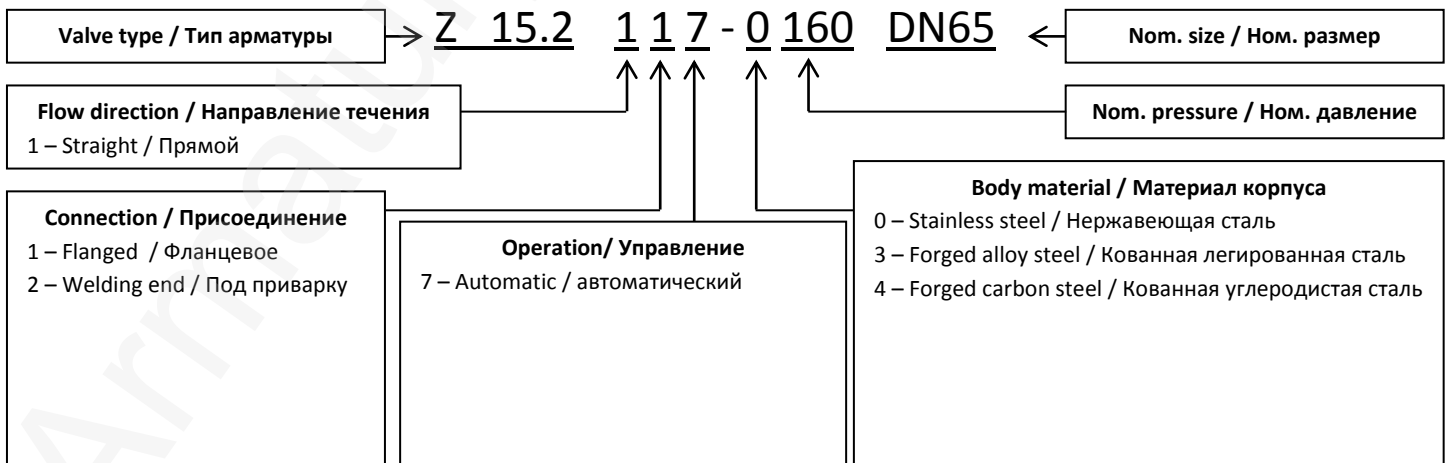 Valve type / Тип арматуры
Z 15.2 1 1 7 - 0 160 DN65
Nom. size / Ном. размер
Flow direction / Направление течения
1 – Straight / Прямой
Nom. pressure / Ном. давление
Connection / Присоединение
1 – Flanged / Фланцевое
2 – Welding end / Под приварку
Operation/ Управление
7 – Automatic / автоматический
Body material / Материал корпуса
0 – Stainless steel / Нержавеющая сталь
3 – Forged alloy steel / Кованная легированная сталь
4 – Forged carbon steel / Кованная углеродистая сталь
Armatu